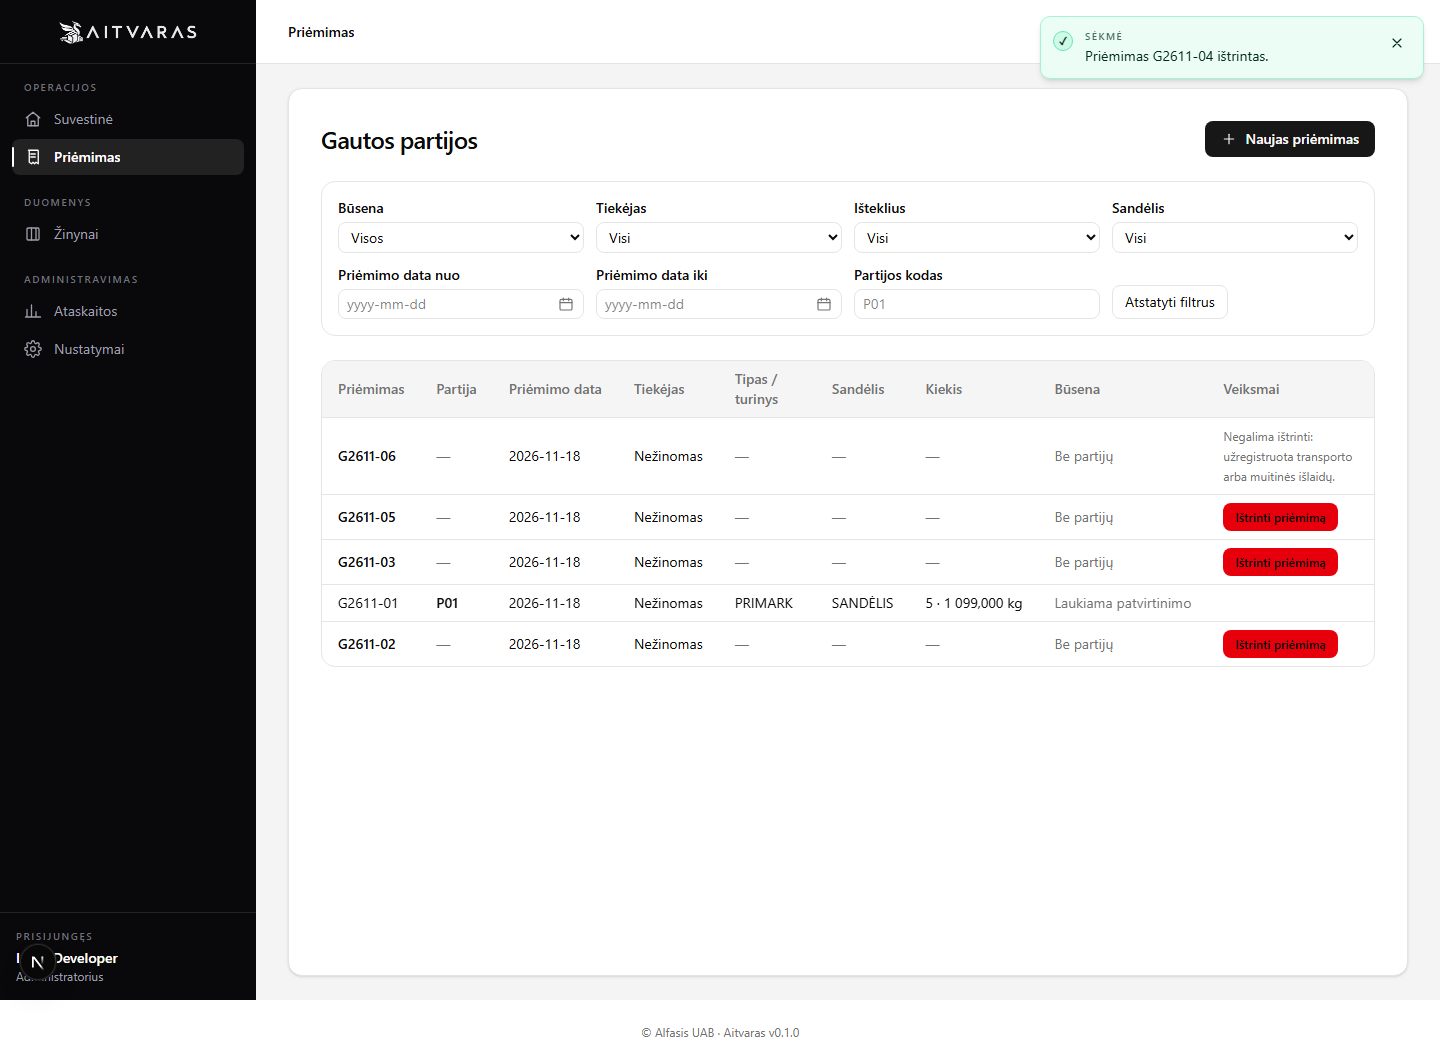 AITVARAS
OPERACIJOS
Suvestinė
Priėmimas
DUOMENYS
Žinynai
ADMINISTRAVIMAS
Ataskaitos
Nustatymai
PRISIJUNGĘS
Developer
Administratorius
N
Priėmimas
SĖKMĖ
Priėmimas G2611-04 ištrintas.
Gautos partijos
Naujas priėmimas
Būsena Tiekėjas Išteklius Sandėlis
Visos Visi Visi Visi
Priėmimo data nuo Priėmimo data iki Partijos kodas
yyyy-mm-dd yyyy-mm-dd P01 Atstatyti filtrus
Priėmimas Partija Priėmimo data Tiekėjas Tipas / turinys Sandėlis Kiekis Būsena Veiksmai
G2611-06 — 2026-11-18 Nežinomas — — — Be partijų Negalima ištrinti: užregistruota transporto arba muitinės išlaidų.
G2611-05 — 2026-11-18 Nežinomas — — — Be partijų Ištrinti priėmimą
G2611-03 — 2026-11-18 Nežinomas — — — Be partijų Ištrinti priėmimą
G2611-01 P01 2026-11-18 Nežinomas PRIMARK SANDĖLIS 5 · 1 099,000 kg Laukiama patvirtinimo
G2611-02 — 2026-11-18 Nežinomas — — — Be partijų Ištrinti priėmimą
© Alfasis UAB · Aitvaras v0.1.0